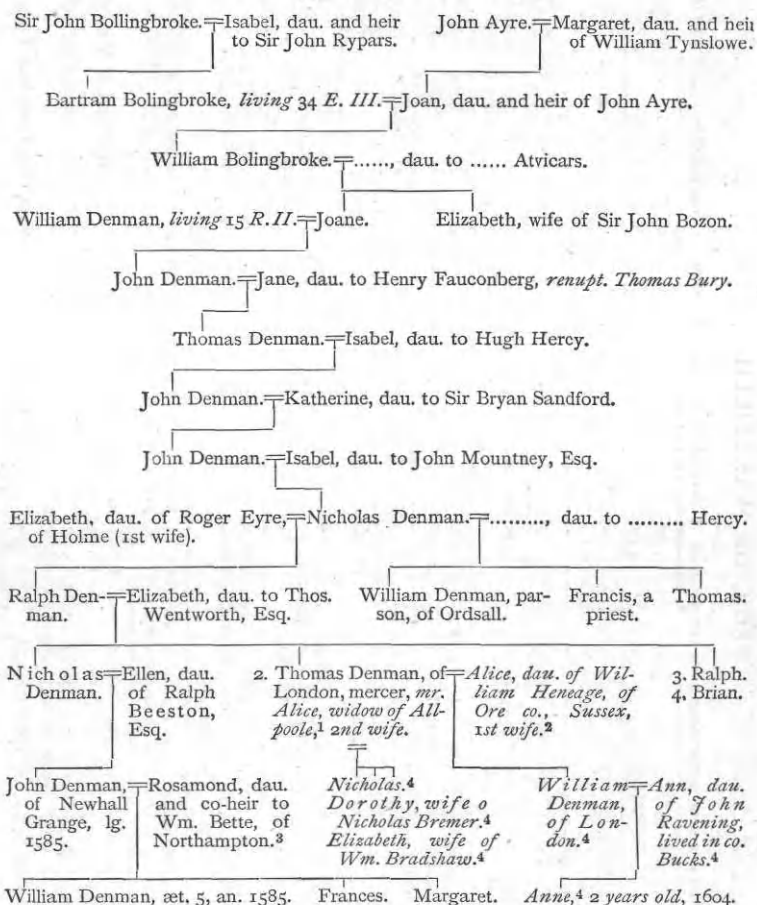 Sir John Bollingbroke.=Isabel, dau. and heir
to Sir John Rypars.
John Ayre.=Margaret, dau. and heir
of William Tynslowe.
Bartram Bolingbroke, living 34 E. III.=Joan, dau. and heir of John Ayre.
William Bolingbroke.=......, dau. to ...... Atvicars.
William Denman, living 15 R. II.=Joane.
Elizabeth, wife of Sir John Bozon.
John Denman.=Jane, dau. to Henry Fauconberg, renupt. Thomas Bury.
Thomas Denman.=Isabel, dau. to Hugh Hercy.
John Denman.=Katherine, dau. to Sir Bryan Sandford.
John Denman.=Isabel, dau. to John Mountney, Esq.
Elizabeth, dau. of Roger Eyre,=Nicholas Denman.=........., dau. to ......... Hercy.
of Holme (1st wife).
Ralph Den-=Elizabeth, dau. to Thos.
man. Wentworth, Esq.
William Denman, par-
son, of Ordsall.
Francis, a
priest.
Thomas.
Nicholas=Ellen, dau.
Denman. of Ralph
Beeston,
Esq.
2. Thomas Denman, of=Alice, dau. of Wil-
London, mercer, mr. liam Heneage, of
Alice, widow of All- Ore co., Sussex,
poole,¹ 2nd wife. 1st wife.²
3. Ralph.
4. Brian.
John Denman,=Rosamond, dau.
of Newhall and co-heir to
Grange, lg. Wm. Bette, of
1585. Northampton.³
Nicholas.⁴
Dorothy, wife o
Nicholas Bremer.⁴
Elizabeth, wife of
Wm. Bradshaw.⁴
William=Ann, dau.
Denman, of John
of Lon- Ravening,
don.⁴ lived in co.
Bucks.⁴
William Denman, æt, 5, an. 1585. Frances. Margaret. Anne,⁴ 2 years old, 1604.